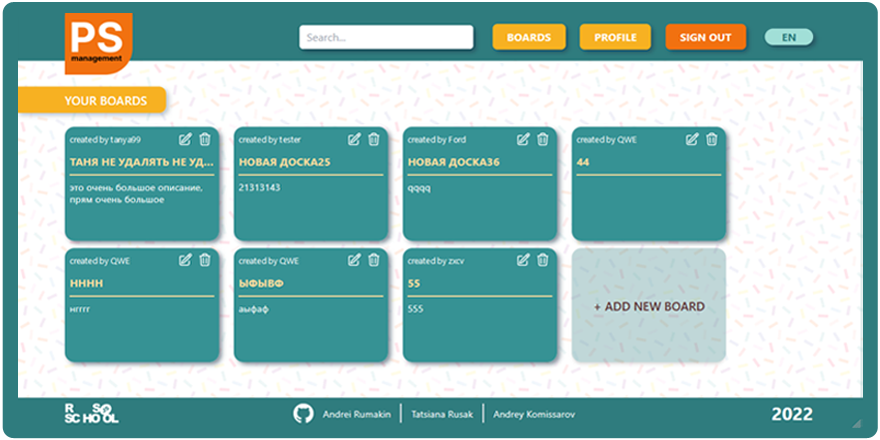 PS
management
Search...
BOARDS
PROFILE
SIGN OUT
EN
YOUR BOARDS
created by tanya99
ТАНЯ НЕ УДАЛЯТЬ НЕ УД...
это очень большое описание,
прям очень большое
created by tester
НОВАЯ ДОСКА25
21313143
created by Ford
НОВАЯ ДОСКА36
qqqq
created by QWE
44
created by QWE
НННН
нгггг
created by QWE
ЫФЫВФ
аыфаф
created by zxcv
55
555
+ ADD NEW BOARD
RS
SCHOOL
Andrei Rumakin
Tatsiana Rusak
Andrey Komissarov
2022